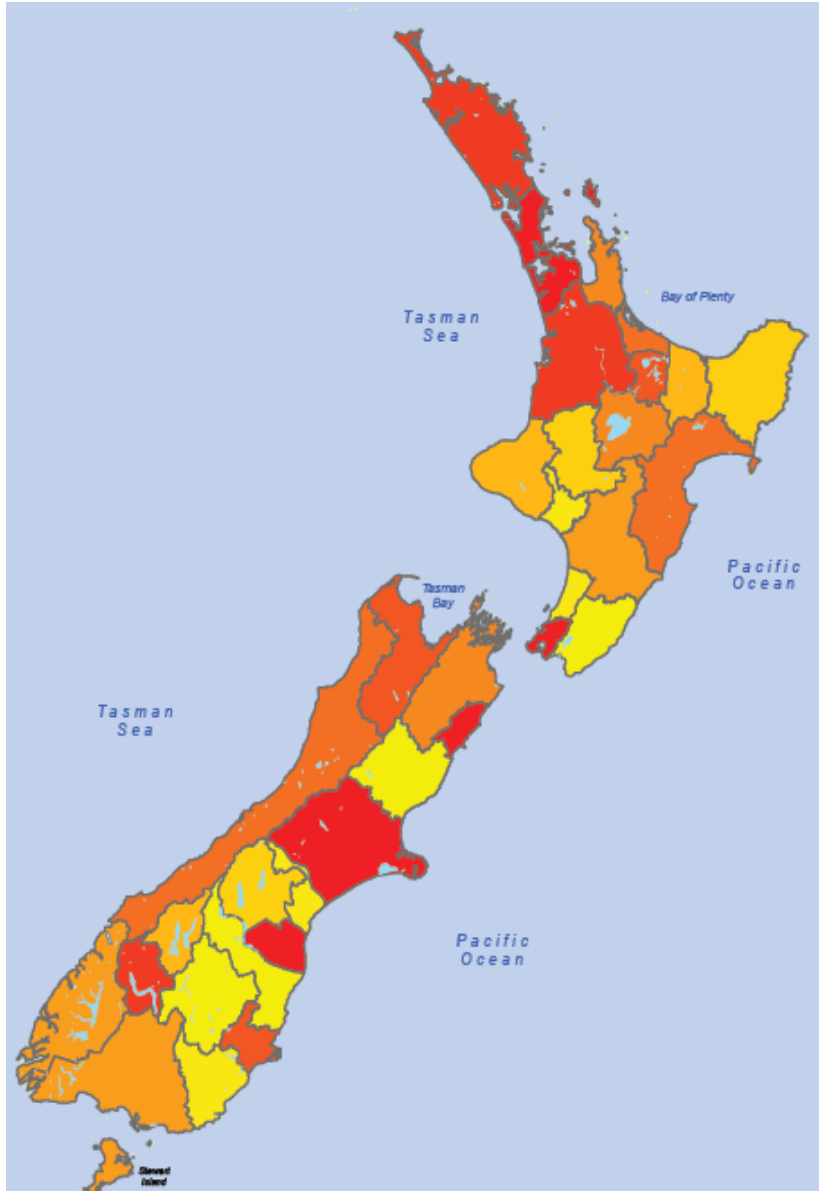 Bay of Plenty
Tasman
Sea
Pacific
Ocean
Tasman
Bay
Tasman
Sea
Pacific
Ocean
Stewart
Island